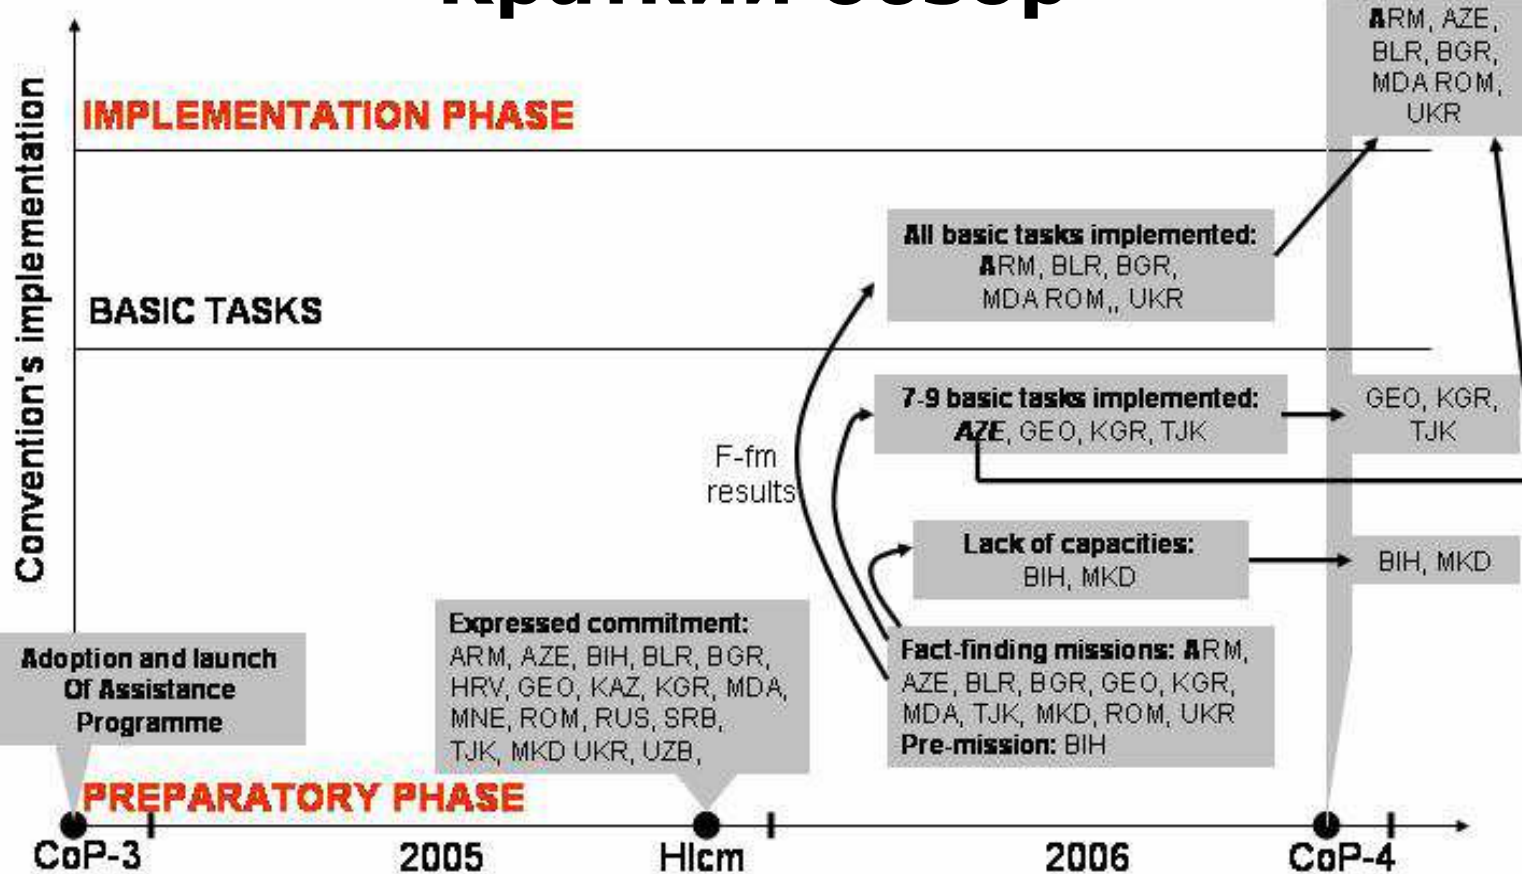 Краткий обзор
Convention's implementation
IMPLEMENTATION PHASE
ARM, AZE,
BLR, BGR,
MDA ROM,
UKR
All basic tasks implemented:
ARM, BLR, BGR,
MDA ROM,, UKR
BASIC TASKS
7-9 basic tasks implemented:
AZE, GEO, KGR, TJK
GEO, KGR,
TJK
F-fm
results
Lack of capacities:
BIH, MKD
BIH, MKD
Adoption and launch
Of Assistance
Programme
Expressed commitment:
ARM, AZE, BIH, BLR, BGR,
HRV, GEO, KAZ, KGR, MDA,
MNE, ROM, RUS, SRB,
TJK, MKD UKR, UZB,
Fact-finding missions: ARM,
AZE, BLR, BGR, GEO, KGR,
MDA, TJK, MKD, ROM, UKR
Pre-mission: BIH
PREPARATORY PHASE
CoP-3
2005
Hlcm
2006
CoP-4